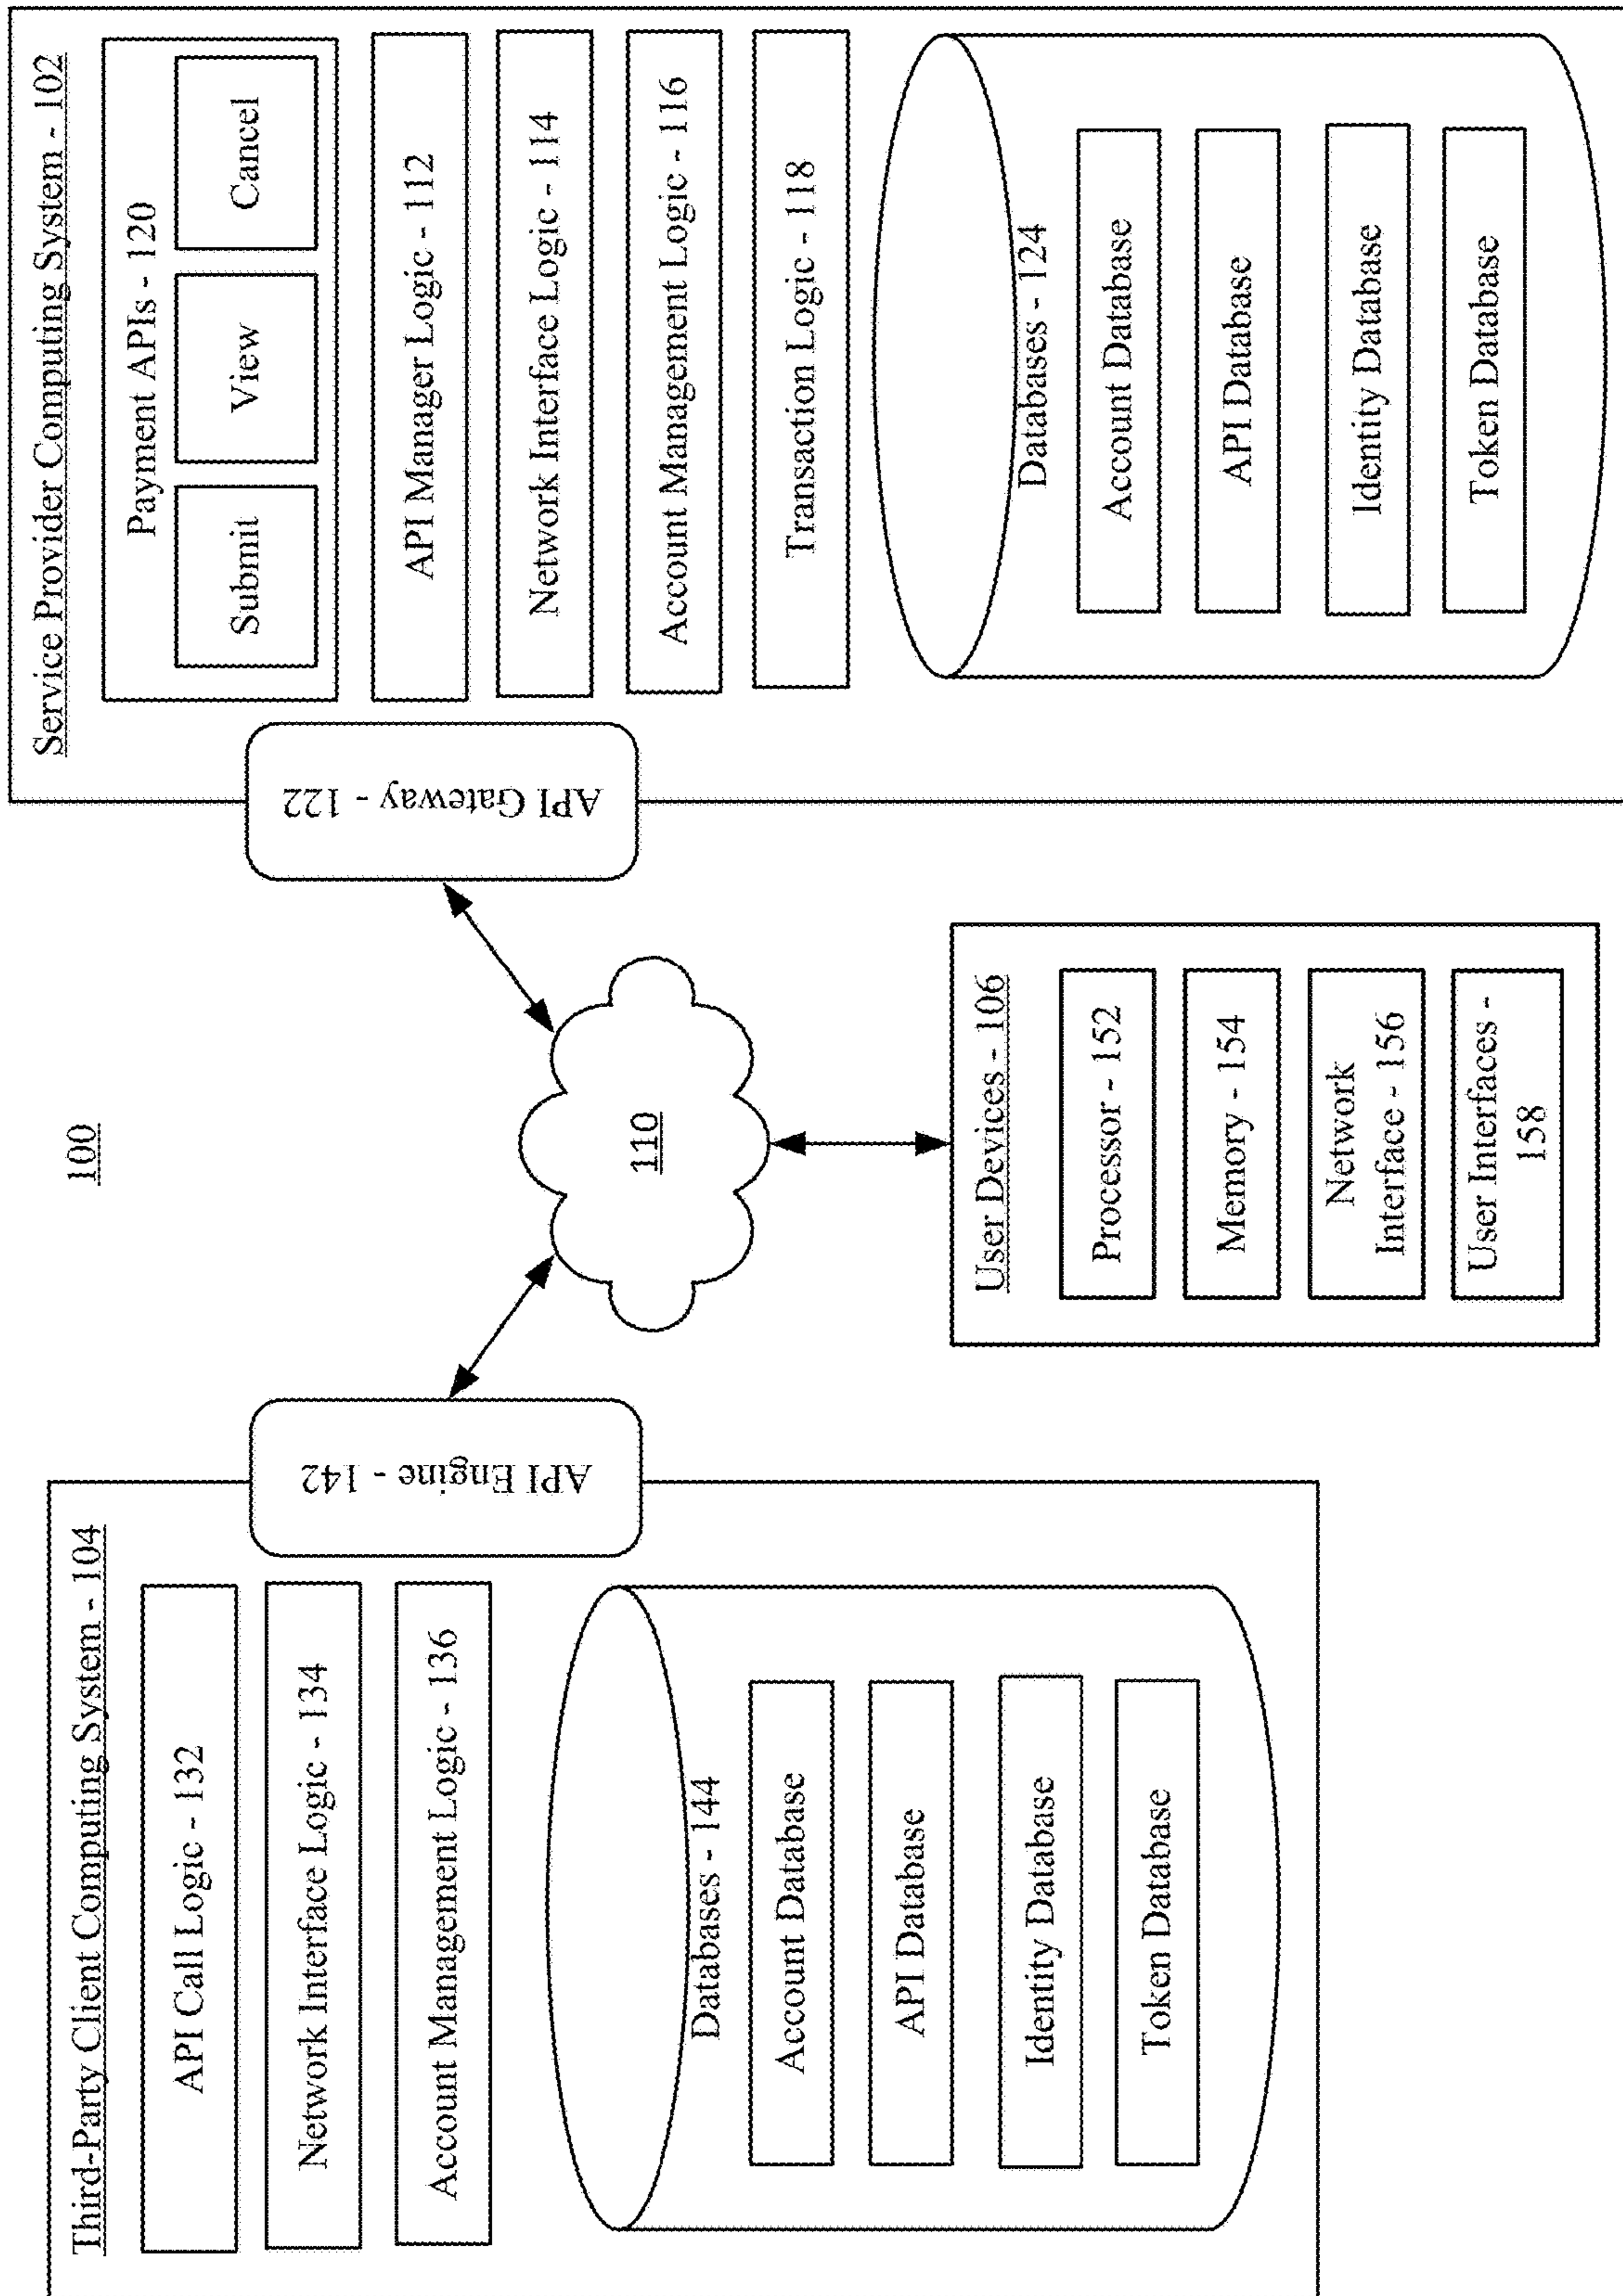 100
Third-Party Client Computing System - 104
API Call Logic - 132
Network Interface Logic - 134
Account Management Logic - 136
Databases - 144
Account Database
API Database
Identity Database
Token Database
API Engine - 142
110
User Devices - 106
Processor - 152
Memory - 154
Network
Interface - 156
User Interfaces -
158
API Gateway - 122
Service Provider Computing System - 102
Payment APIs - 120
Submit
View
Cancel
API Manager Logic - 112
Network Interface Logic - 114
Account Management Logic - 116
Transaction Logic - 118
Databases - 124
Account Database
API Database
Identity Database
Token Database